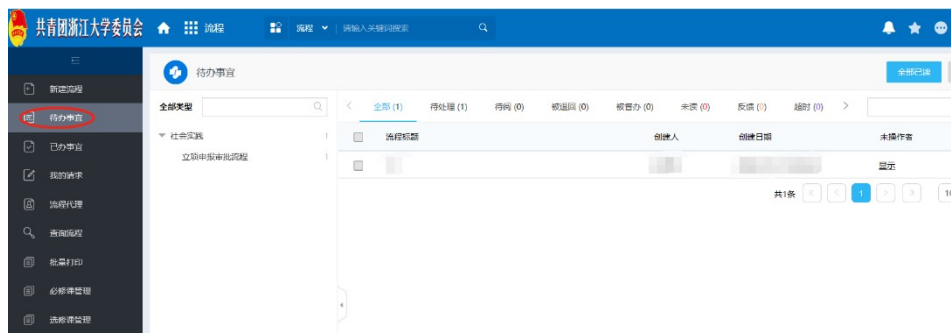 共青团浙江大学委员会 流程 流程 请输入关键词搜索
新建流程
待办事宜
已办事宜
我的请求
流程代理
查询流程
批量打印
必修课管理
选修课管理
待办事宜 全部已读
全部类型
社会实践 1
立项申报审批流程 1
全部 (1) 待处理 (1) 待阅 (0) 被退回 (0) 被督办 (0) 未读 (0) 反馈 (0) 超时 (0)
流程标题 创建人 创建日期 未操作者
显示
共1条 1 10